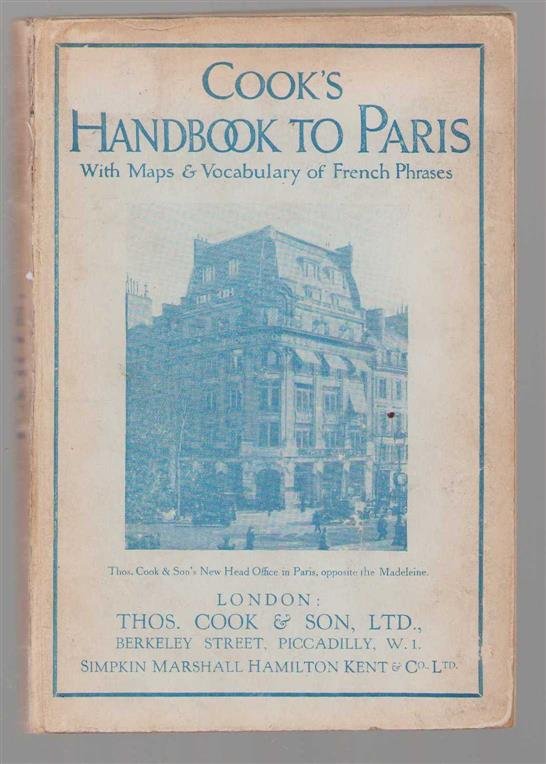 COOK'S
HANDBOOK TO PARIS
With Maps & Vocabulary of French Phrases
Thos. Cook & Son's New Head Office in Paris, opposite the Madeleine.
LONDON:
THOS. COOK & SON, LTD.,
BERKELEY STREET, PICCADILLY, W. 1.
SIMPKIN MARSHALL HAMILTON KENT & CO. LTD.